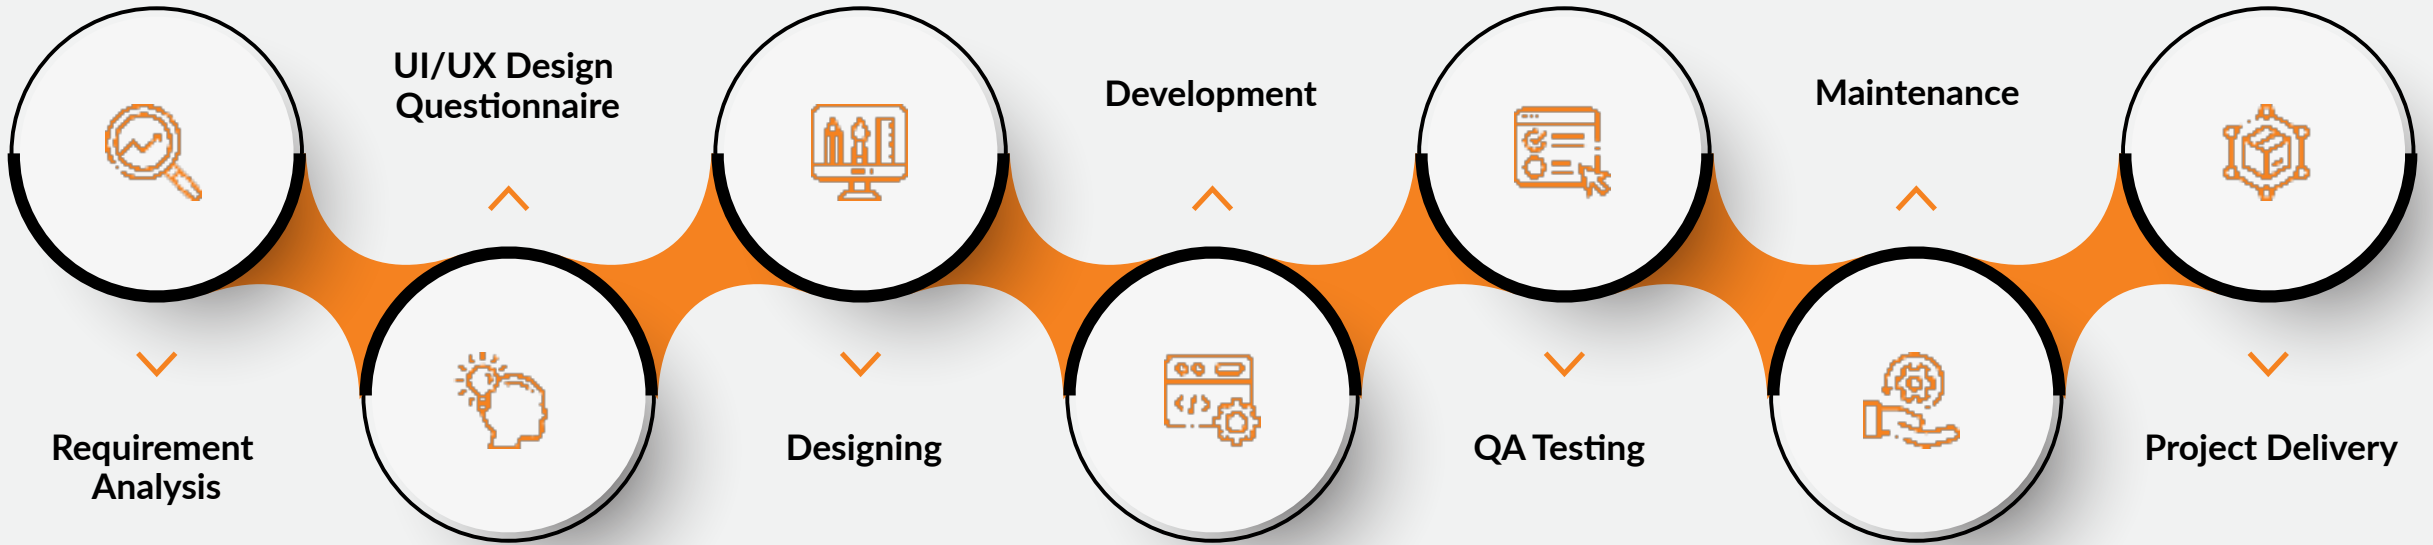 Requirement
Analysis
UI/UX Design
Questionnaire
Designing
Development
QA Testing
Maintenance
Project Delivery